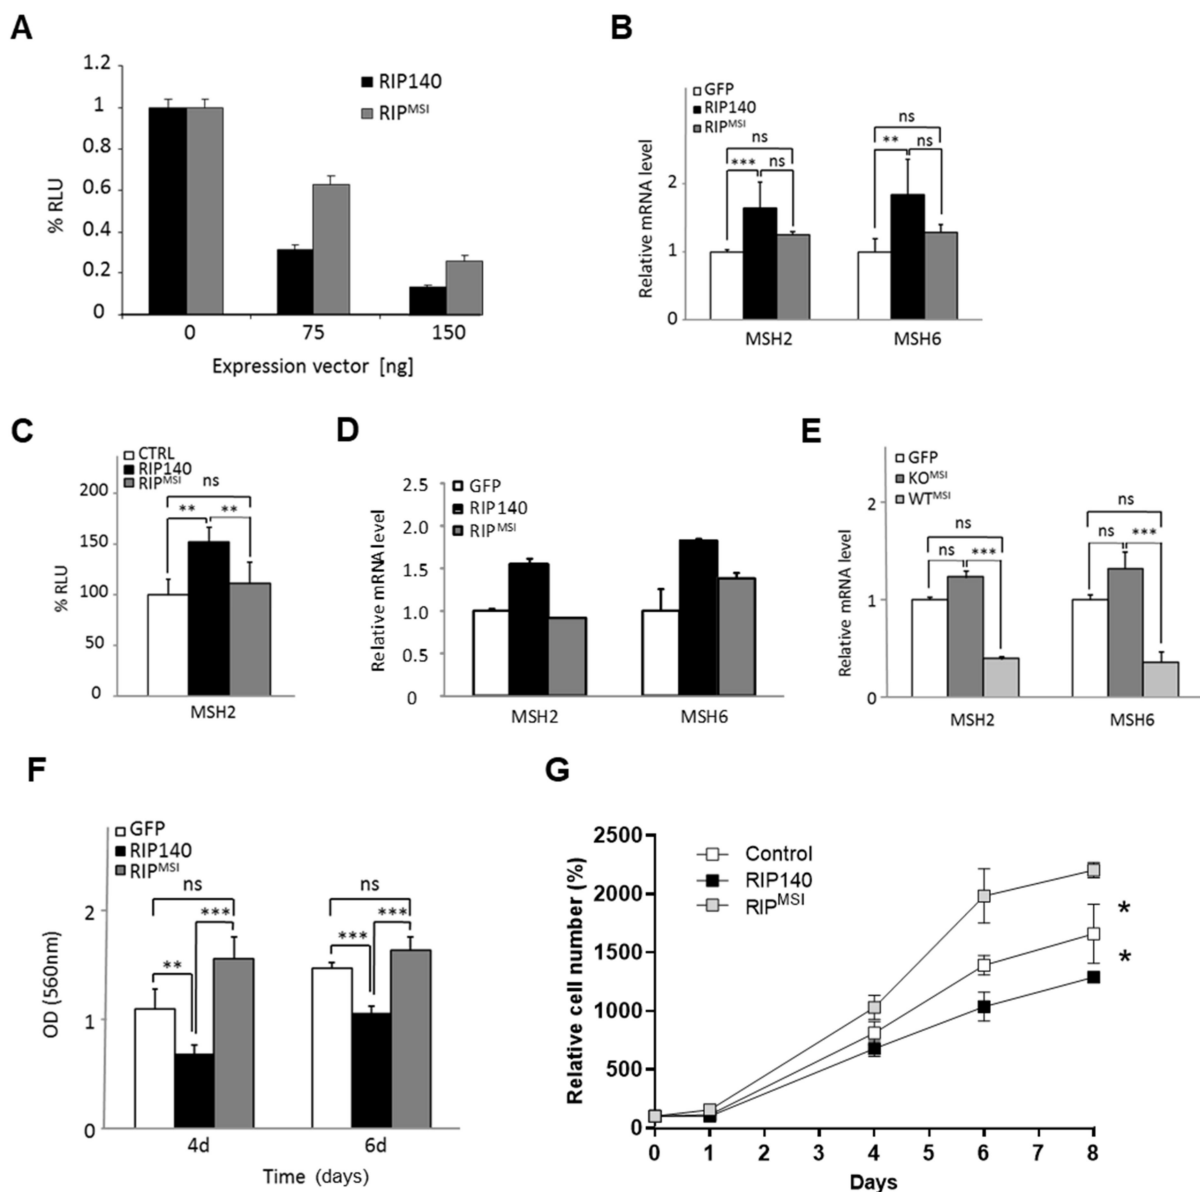 A
1.2
1
0.8
0.6
0.4
0.2
0
% RLU
RIP140
RIPᴹˢᴵ
0 75 150
Expression vector [ng]
B
GFP
RIP140
RIPᴹˢᴵ
Relative mRNA level
2
1
0
ns
*** ns
ns
** ns
MSH2 MSH6
C
CTRL
RIP140
RIPᴹˢᴵ
% RLU
200
150
100
50
0
ns
** **
MSH2
D
GFP
RIP140
RIPᴹˢᴵ
Relative mRNA level
2.5
2.0
1.5
1.0
0.5
0
MSH2 MSH6
E
GFP
KOᴹˢᴵ
WTᴹˢᴵ
Relative mRNA level
2
1
0
ns
ns ***
ns
ns ***
MSH2 MSH6
F
GFP
RIP140
RIPᴹˢᴵ
OD (560nm)
2
1
0
ns
***
**
ns
***
***
4d 6d
Time (days)
G
Relative cell number (%)
2500
2000
1500
1000
500
0
Control
RIP140
RIPᴹˢᴵ
*
*
0 1 2 3 4 5 6 7 8
Days